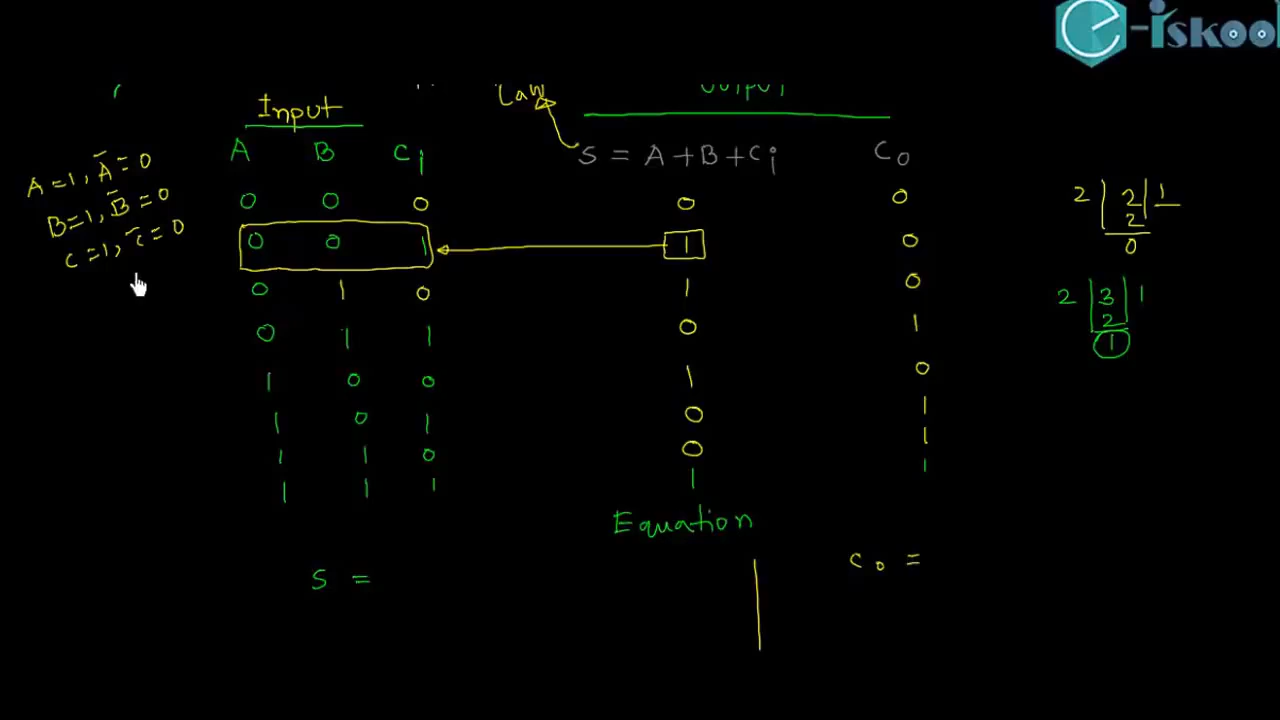 e-iskool
Law
Output
Input
A B Ci S = A + B + Ci Co
A=1, A̅=0
B=1, B̅=0
C=1, C̅=0
0 0 0 0 0
0 0 1 1 0
0 1 0 1 0
0 1 1 0 1
1 0 0 1 0
1 0 1 0 1
1 1 0 0 1
1 1 1 1 1
2 2 1
2
0
2 3 1
2
1
Equation
S =
Co =